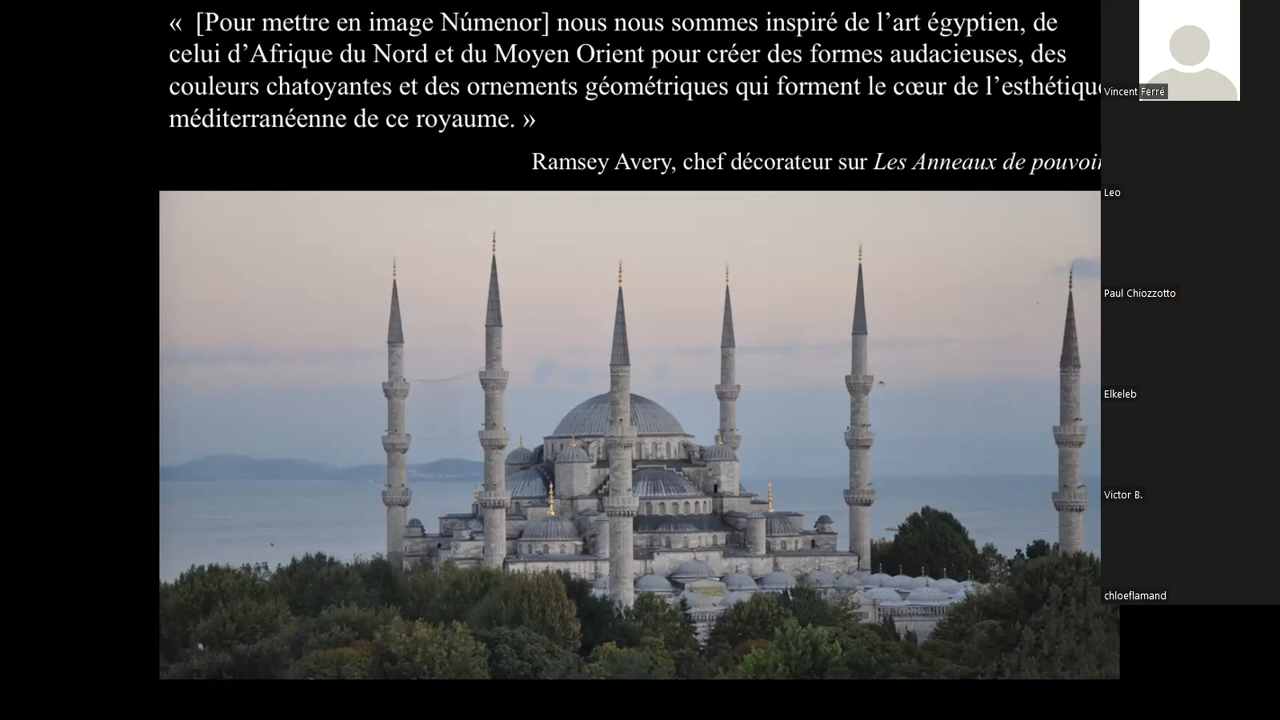 «  [Pour mettre en image Númenor] nous nous sommes inspiré de l’art égyptien, de
celui d’Afrique du Nord et du Moyen Orient pour créer des formes audacieuses, des
couleurs chatoyantes et des ornements géométriques qui forment le cœur de l’esthétique
méditerranéenne de ce royaume. »
Ramsey Avery, chef décorateur sur Les Anneaux de pouvoir
Vincent Ferré
Leo
Paul Chiozzotto
Elkeleb
Victor B.
chloeflamand